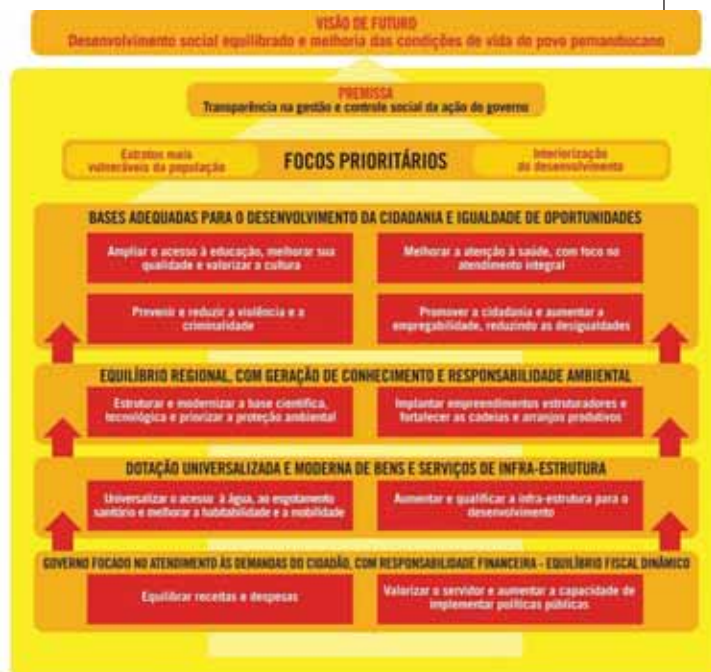 VISÃO DE FUTURO
Desenvolvimento social equilibrado e melhoria das condições de vida do povo pernambucano
PREMISSA
Transparência na gestão e controle social da ação do governo
Extratos mais
vulneráveis da população
FOCOS PRIORITÁRIOS
Interiorização
do desenvolvimento
BASES ADEQUADAS PARA O DESENVOLVIMENTO DA CIDADANIA E IGUALDADE DE OPORTUNIDADES
Ampliar o acesso à educação, melhorar sua
qualidade e valorizar a cultura
Melhorar a atenção à saúde, com foco no
atendimento integral
Prevenir e reduzir a violência e a
criminalidade
Promover a cidadania e aumentar a
empregabilidade, reduzindo as desigualdades
EQUILÍBRIO REGIONAL, COM GERAÇÃO DE CONHECIMENTO E RESPONSABILIDADE AMBIENTAL
Estruturar e modernizar a base científica,
tecnológica e priorizar a proteção ambiental
Implantar empreendimentos estruturadores e
fortalecer as cadeias e arranjos produtivos
DOTAÇÃO UNIVERSALIZADA E MODERNA DE BENS E SERVIÇOS DE INFRA-ESTRUTURA
Universalizar o acesso à água, ao esgotamento
sanitário e melhorar a habitabilidade e a mobilidade
Aumentar e qualificar a infra-estrutura para o
desenvolvimento
GOVERNO FOCADO NO ATENDIMENTO ÀS DEMANDAS DO CIDADÃO, COM RESPONSABILIDADE FINANCEIRA - EQUILÍBRIO FISCAL DINÂMICO
Equilibrar receitas e despesas
Valorizar o servidor e aumentar a capacidade de
implementar políticas públicas